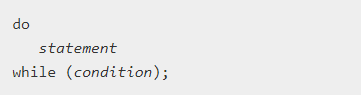 do
   statement
while (condition);